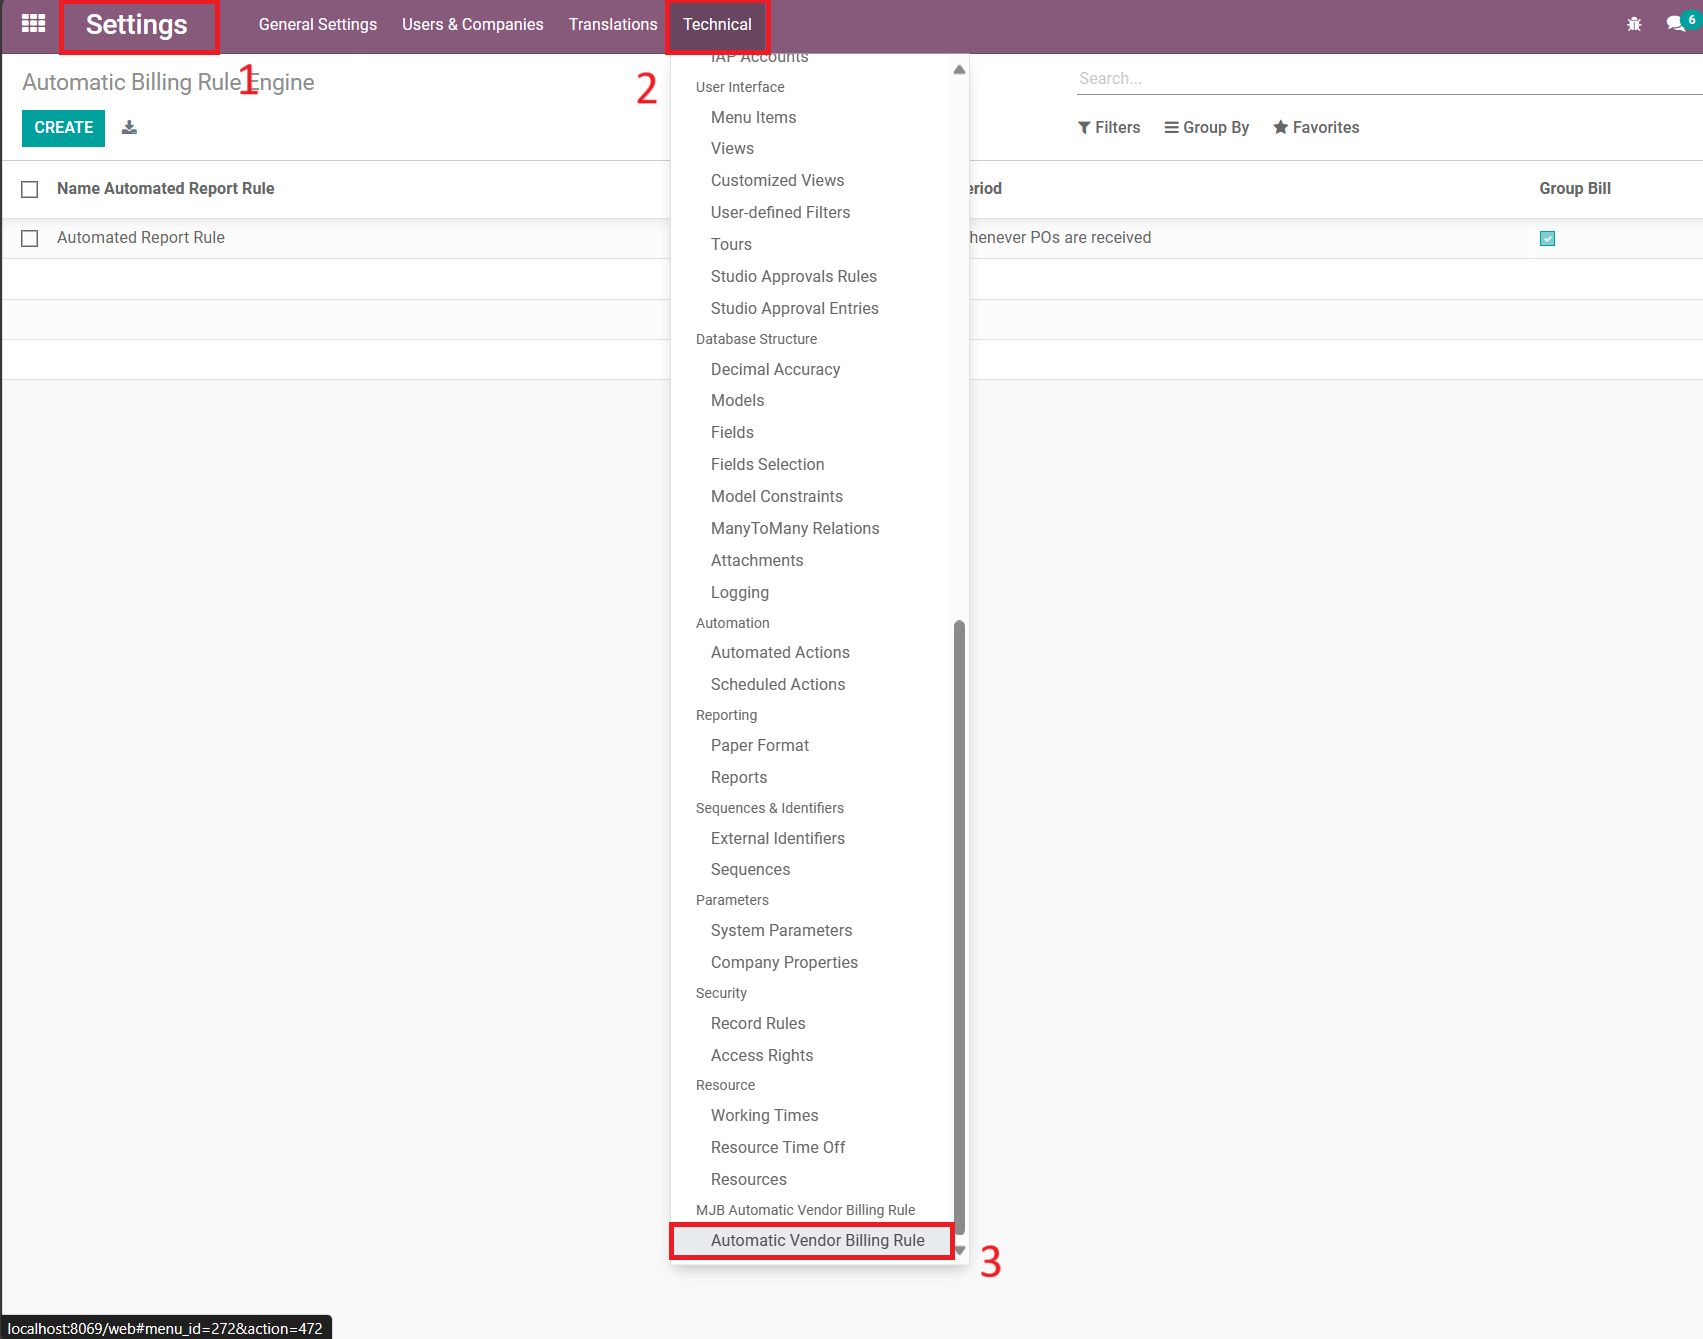 Settings General Settings Users & Companies Translations Technical 6
1
2
Automatic Billing Rule Engine
CREATE
Search...
Filters Group By Favorites
Name Automated Report Rule eriod Group Bill
Automated Report Rule henever POs are received
IAP Accounts
User Interface
Menu Items
Views
Customized Views
User-defined Filters
Tours
Studio Approvals Rules
Studio Approval Entries
Database Structure
Decimal Accuracy
Models
Fields
Fields Selection
Model Constraints
ManyToMany Relations
Attachments
Logging
Automation
Automated Actions
Scheduled Actions
Reporting
Paper Format
Reports
Sequences & Identifiers
External Identifiers
Sequences
Parameters
System Parameters
Company Properties
Security
Record Rules
Access Rights
Resource
Working Times
Resource Time Off
Resources
MJB Automatic Vendor Billing Rule
Automatic Vendor Billing Rule
3
localhost:8069/web#menu_id=272&action=472